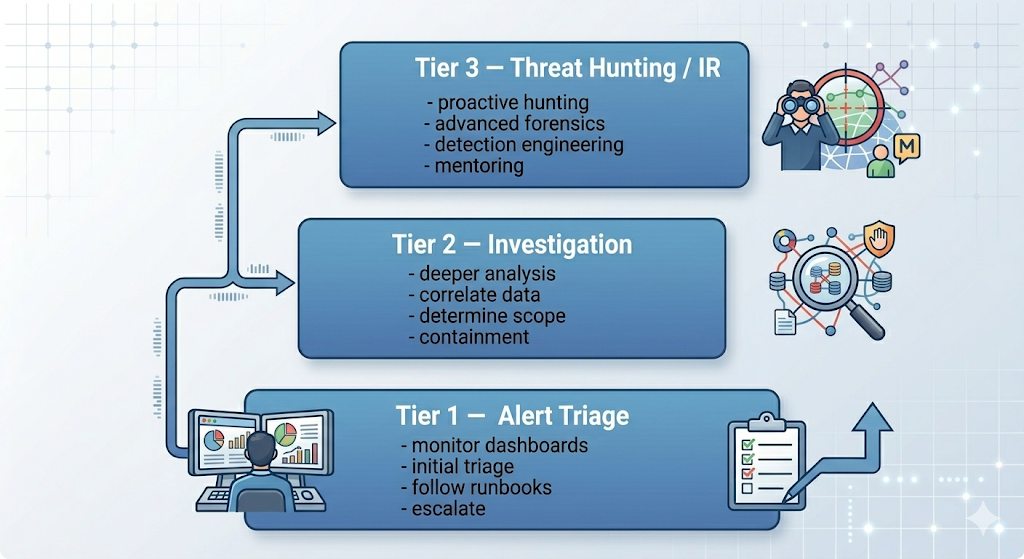 Tier 3 – Threat Hunting / IR
- proactive hunting
- advanced forensics
- detection engineering
- mentoring
M
Tier 2 – Investigation
- deeper analysis
- correlate data
- determine scope
- containment
Tier 1 – Alert Triage
- monitor dashboards
- initial triage
- follow runbooks
- escalate